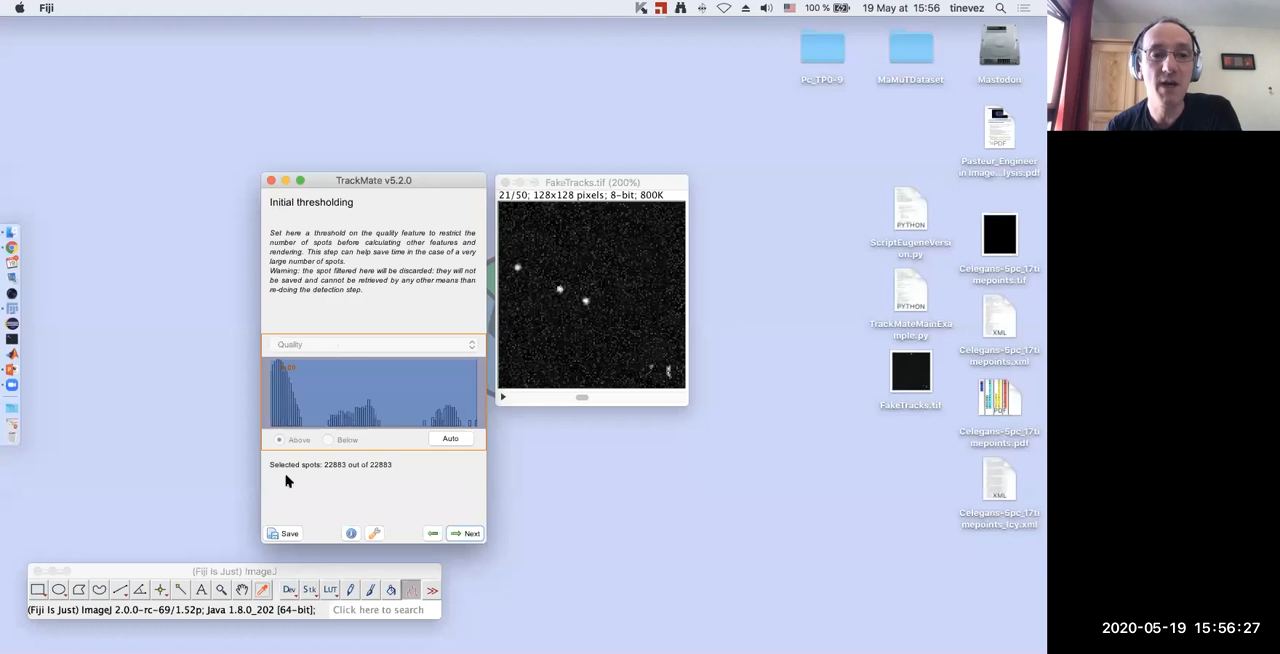 Fiji
100 %
19 May at 15:56
tinevez
Pc_TP0-9
MaMuTDataset
Mastodon
Pasteur_Engineer
in Image...lysis.pdf
ScriptEugeneVersi
on.py
Celegans-5pc_17ti
mepoints.tif
TrackMateMainExa
mple.py
Celegans-5pc_17ti
mepoints.xml
FakeTracks.tif
Celegans-5pc_17ti
mepoints.pdf
Celegans-5pc_17ti
mepoints_Icy.xml
PYTHON
PYTHON
PDF
XML
PDF
XML
TrackMate v5.2.0
Initial thresholding
Set here a threshold on the quality feature to restrict the
number of spots before calculating other features and
rendering. This step can help save time in the case of a very
large number of spots.
Warning: the spot filtered here will be discarded: they will not
be saved and cannot be retrieved by any other means than
re-doing the detection step.
Quality
Above
Below
Auto
Selected spots: 22883 out of 22883
Save
Next
FakeTracks.tif (200%)
21/50; 128x128 pixels; 8-bit; 800K
(Fiji Is Just) ImageJ
Dev
Stk
LUT
(Fiji Is Just) ImageJ 2.0.0-rc-69/1.52p; Java 1.8.0_202 [64-bit];
Click here to search
2020-05-19 15:56:27